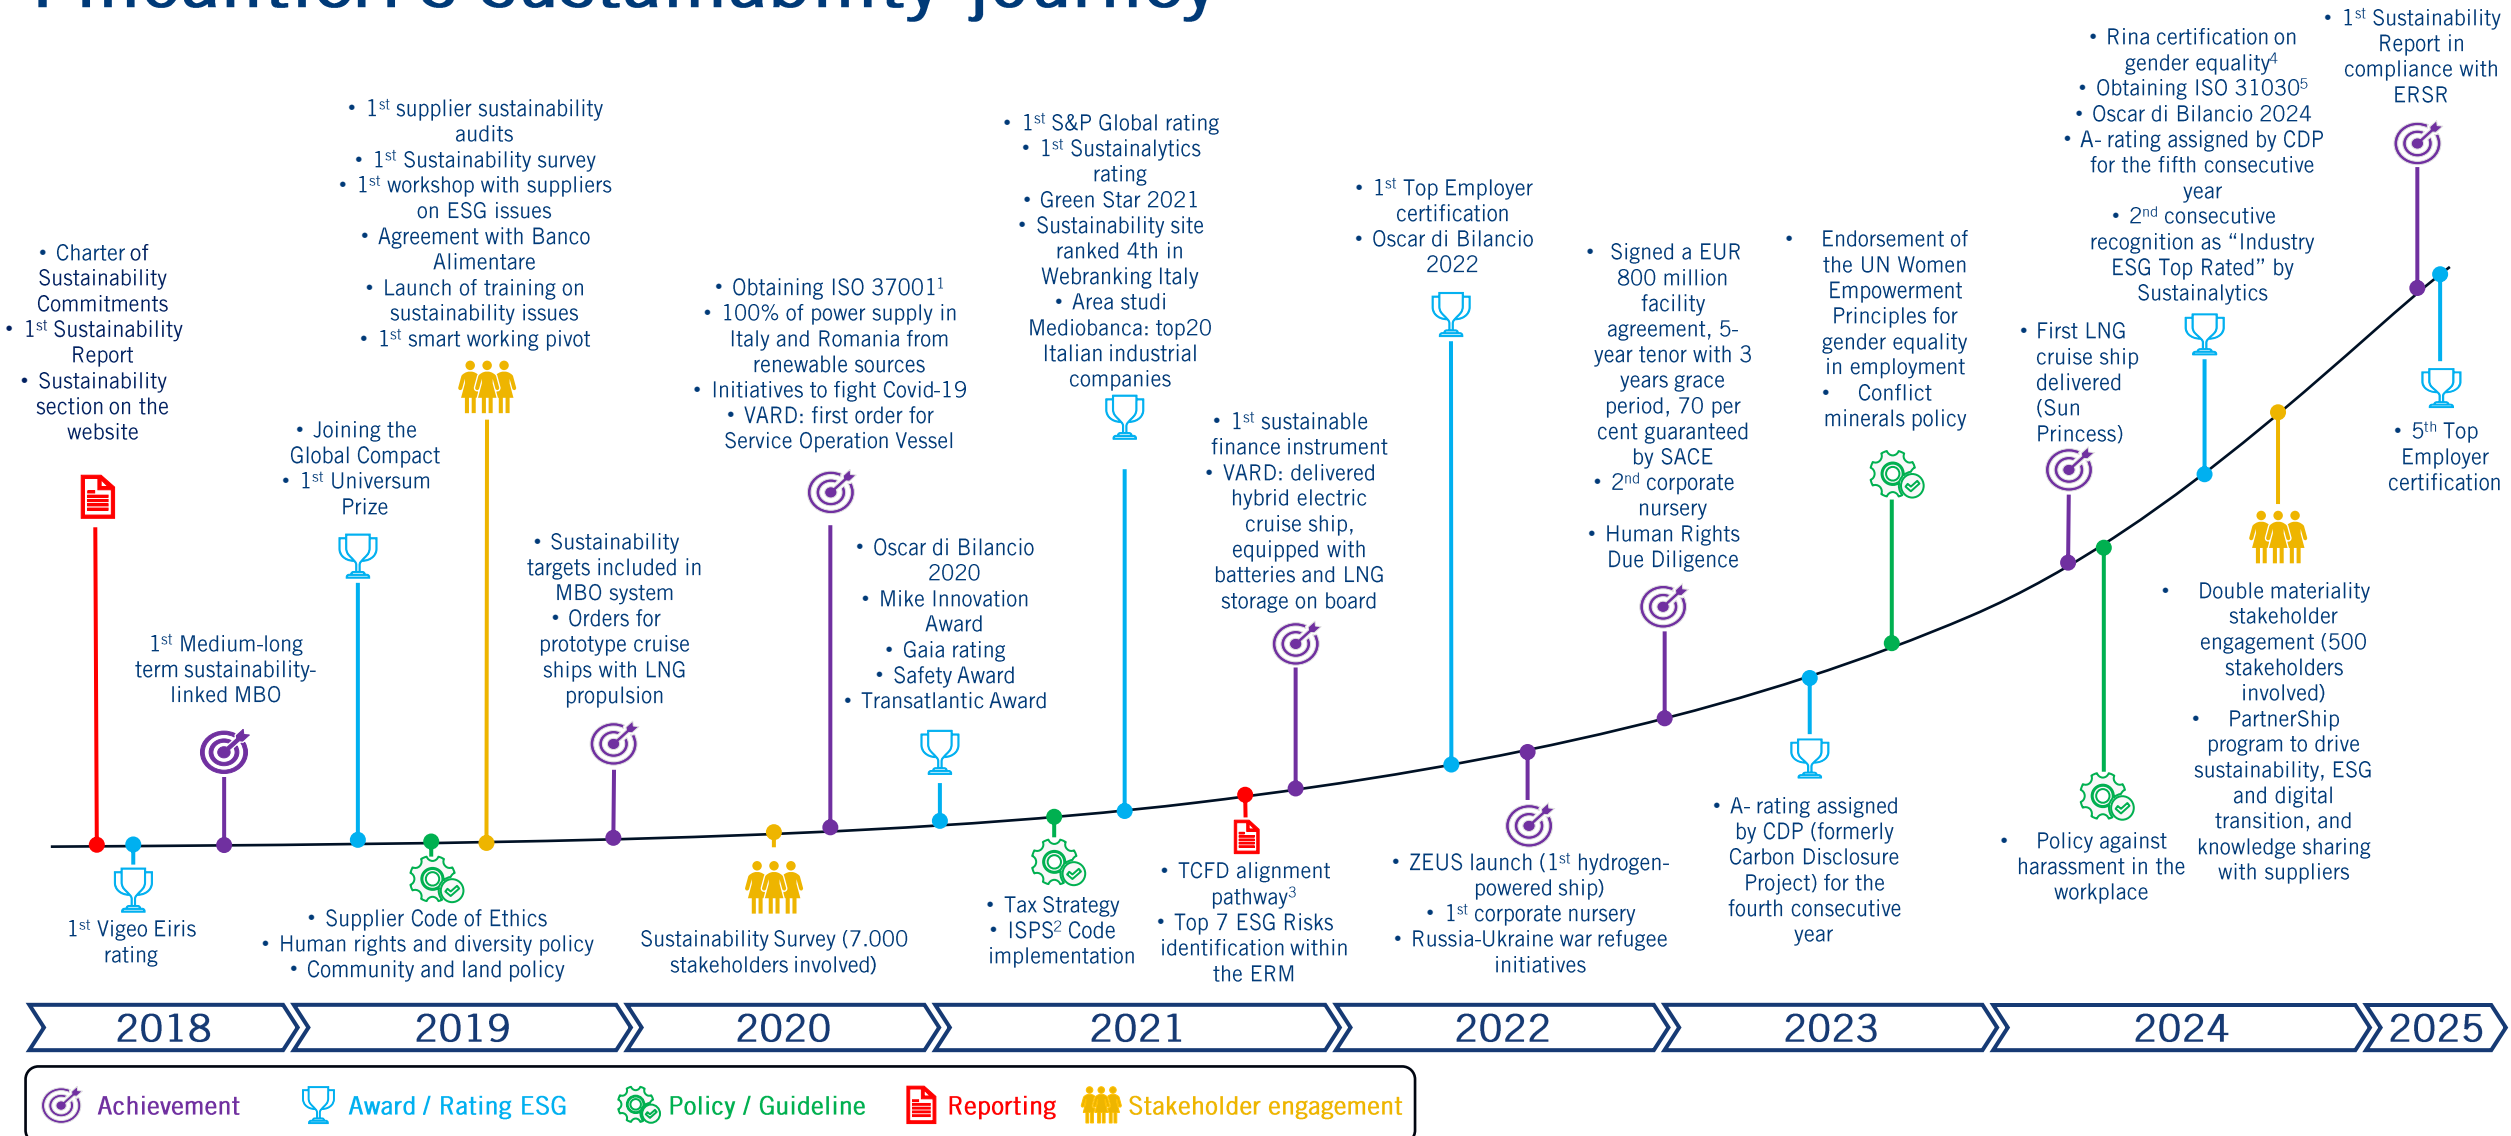 Fincantieri's sustainability journey
• Charter of
Sustainability
Commitments
• 1st Sustainability
Report
• Sustainability
section on the
website
1st Vigeo Eiris
rating
1st Medium-long
term sustainability-
linked MBO
• Joining the
Global Compact
• 1st Universum
Prize
• Supplier Code of Ethics
• Human rights and diversity policy
• Community and land policy
• 1st supplier sustainability
audits
• 1st Sustainability survey
• 1st workshop with suppliers
on ESG issues
• Agreement with Banco
Alimentare
• Launch of training on
sustainability issues
• 1st smart working pivot
• Sustainability
targets included in
MBO system
• Orders for
prototype cruise
ships with LNG
propulsion
Sustainability Survey (7.000
stakeholders involved)
• Obtaining ISO 37001¹
• 100% of power supply in
Italy and Romania from
renewable sources
• Initiatives to fight Covid-19
• VARD: first order for
Service Operation Vessel
• Oscar di Bilancio
2020
• Mike Innovation
Award
• Gaia rating
• Safety Award
• Transatlantic Award
• Tax Strategy
• ISPS² Code
implementation
• 1st S&P Global rating
• 1st Sustainalytics
rating
• Green Star 2021
• Sustainability site
ranked 4th in
Webranking Italy
• Area studi
Mediobanca: top20
Italian industrial
companies
• TCFD alignment
pathway³
• Top 7 ESG Risks
identification within
the ERM
• 1st sustainable
finance instrument
• VARD: delivered
hybrid electric
cruise ship,
equipped with
batteries and LNG
storage on board
• 1st Top Employer
certification
• Oscar di Bilancio
2022
• ZEUS launch (1st hydrogen-
powered ship)
• 1st corporate nursery
• Russia-Ukraine war refugee
initiatives
• Signed a EUR
800 million
facility
agreement, 5-
year tenor with 3
years grace
period, 70 per
cent guaranteed
by SACE
• 2nd corporate
nursery
• Human Rights
Due Diligence
• A- rating assigned
by CDP (formerly
Carbon Disclosure
Project) for the
fourth consecutive
year
• Endorsement of
the UN Women
Empowerment
Principles for
gender equality
in employment
• Conflict
minerals policy
• First LNG
cruise ship
delivered
(Sun
Princess)
• Policy against
harassment in the
workplace
• Rina certification on
gender equality⁴
• Obtaining ISO 31030⁵
• Oscar di Bilancio 2024
• A- rating assigned by CDP
for the fifth consecutive
year
• 2nd consecutive
recognition as “Industry
ESG Top Rated” by
Sustainalytics
• Double materiality
stakeholder
engagement (500
stakeholders
involved)
• PartnerShip
program to drive
sustainability, ESG
and digital
transition, and
knowledge sharing
with suppliers
• 1st Sustainability
Report in
compliance with
ERSR
• 5th Top
Employer
certification
2018
2019
2020
2021
2022
2023
2024
2025
Achievement
Award / Rating ESG
Policy / Guideline
Reporting
Stakeholder engagement